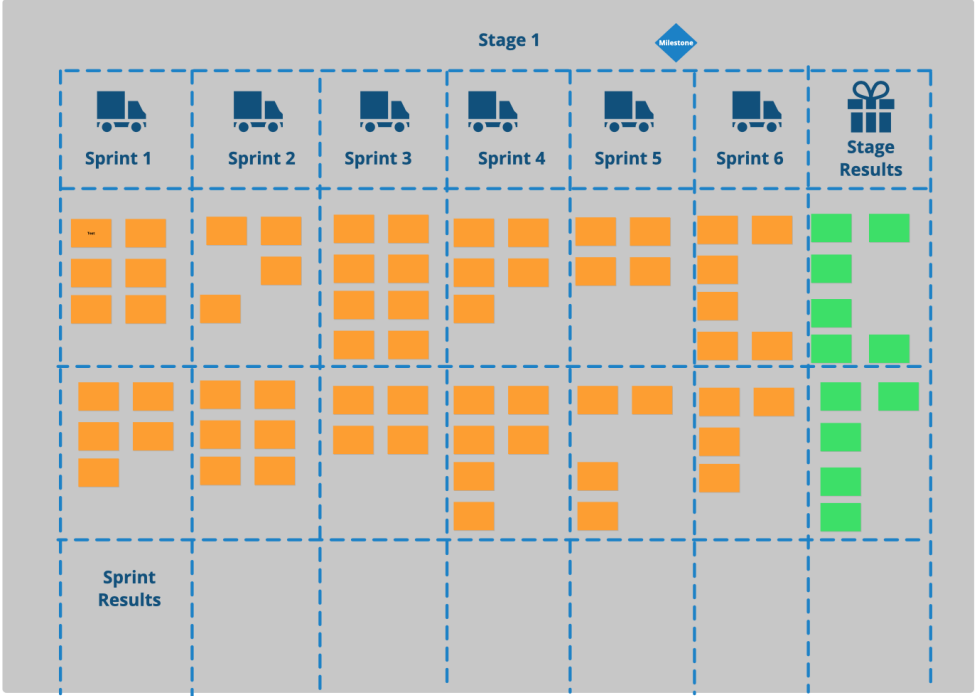 Stage 1
Milestone
Sprint 1
Sprint 2
Sprint 3
Sprint 4
Sprint 5
Sprint 6
Stage
Results
Sprint
Results